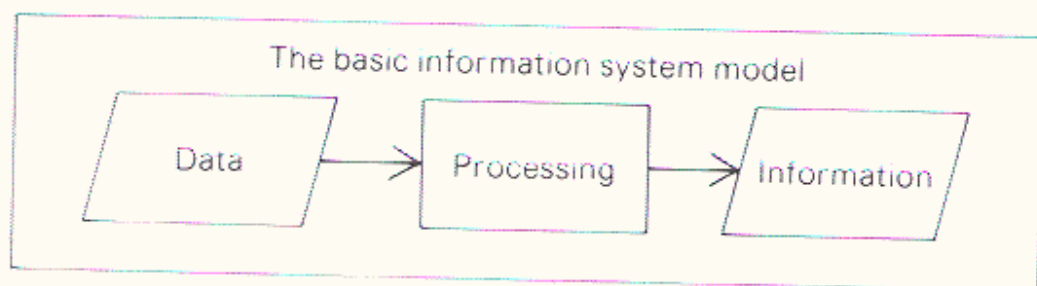 The basic information system model
Data
Processing
Information